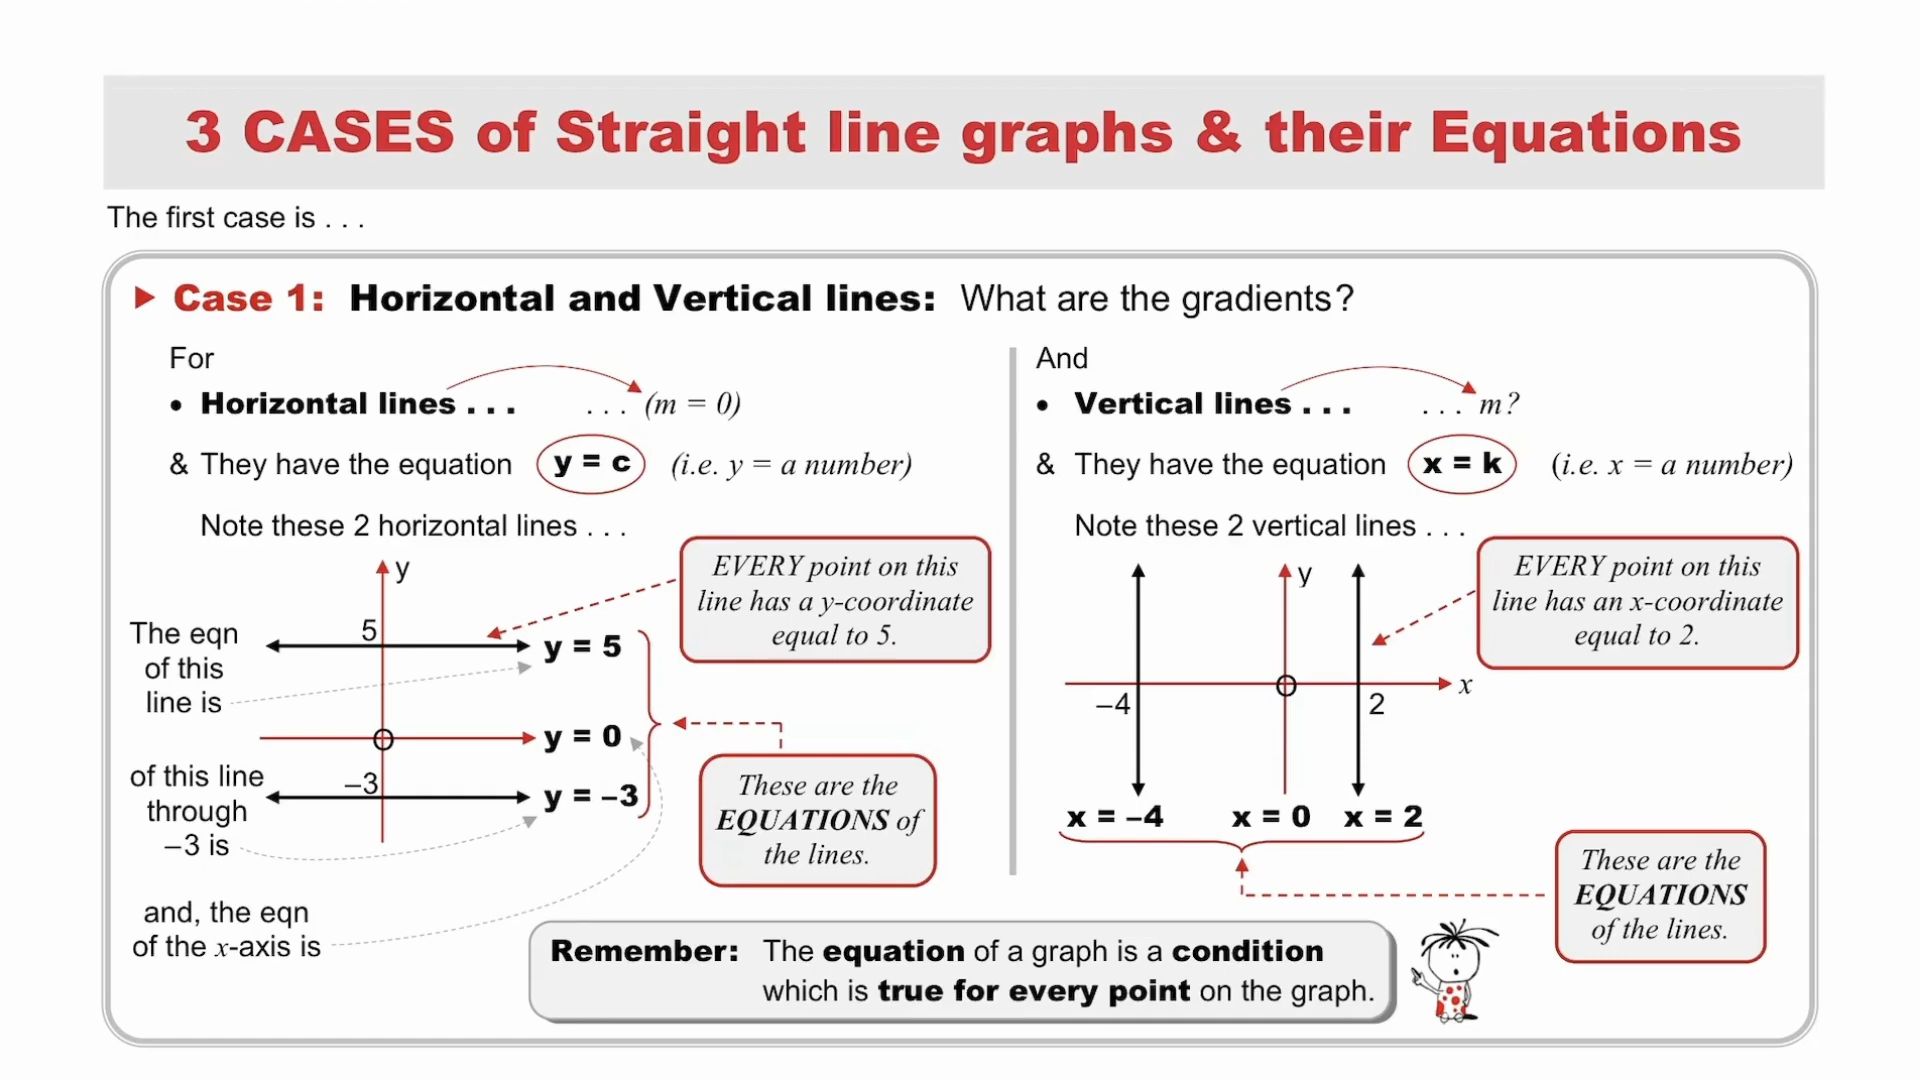 3 CASES of Straight line graphs & their Equations
The first case is . . .
► Case 1: Horizontal and Vertical lines: What are the gradients?
For
• Horizontal lines . . . . . . (m = 0)
& They have the equation y = c (i.e. y = a number)
Note these 2 horizontal lines . . .
EVERY point on this
line has a y-coordinate
equal to 5.
y
5
The eqn
of this
line is
y = 5
O
y = 0
of this line
through
–3 is
–3
y = –3
These are the
EQUATIONS of
the lines.
and, the eqn
of the x-axis is
And
• Vertical lines . . . . . . m?
& They have the equation x = k (i.e. x = a number)
Note these 2 vertical lines . . .
EVERY point on this
line has an x-coordinate
equal to 2.
y
O
x
–4
2
x = –4 x = 0 x = 2
These are the
EQUATIONS
of the lines.
Remember: The equation of a graph is a condition
which is true for every point on the graph.